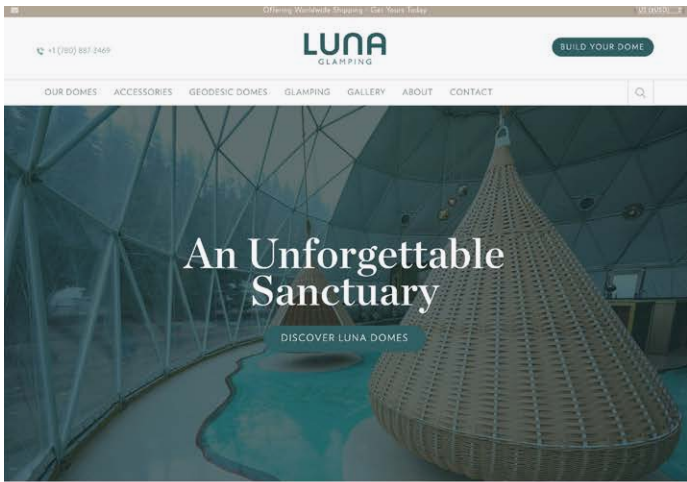 Offering Worldwide Shipping - Get Yours Today
+1 (780) 881-2469
LUNA
GLAMPING
BUILD YOUR DOME
OUR DOMES ACCESSORIES GEODESIC DOMES GLAMPING GALLERY ABOUT CONTACT
An Unforgettable
Sanctuary
DISCOVER LUNA DOMES